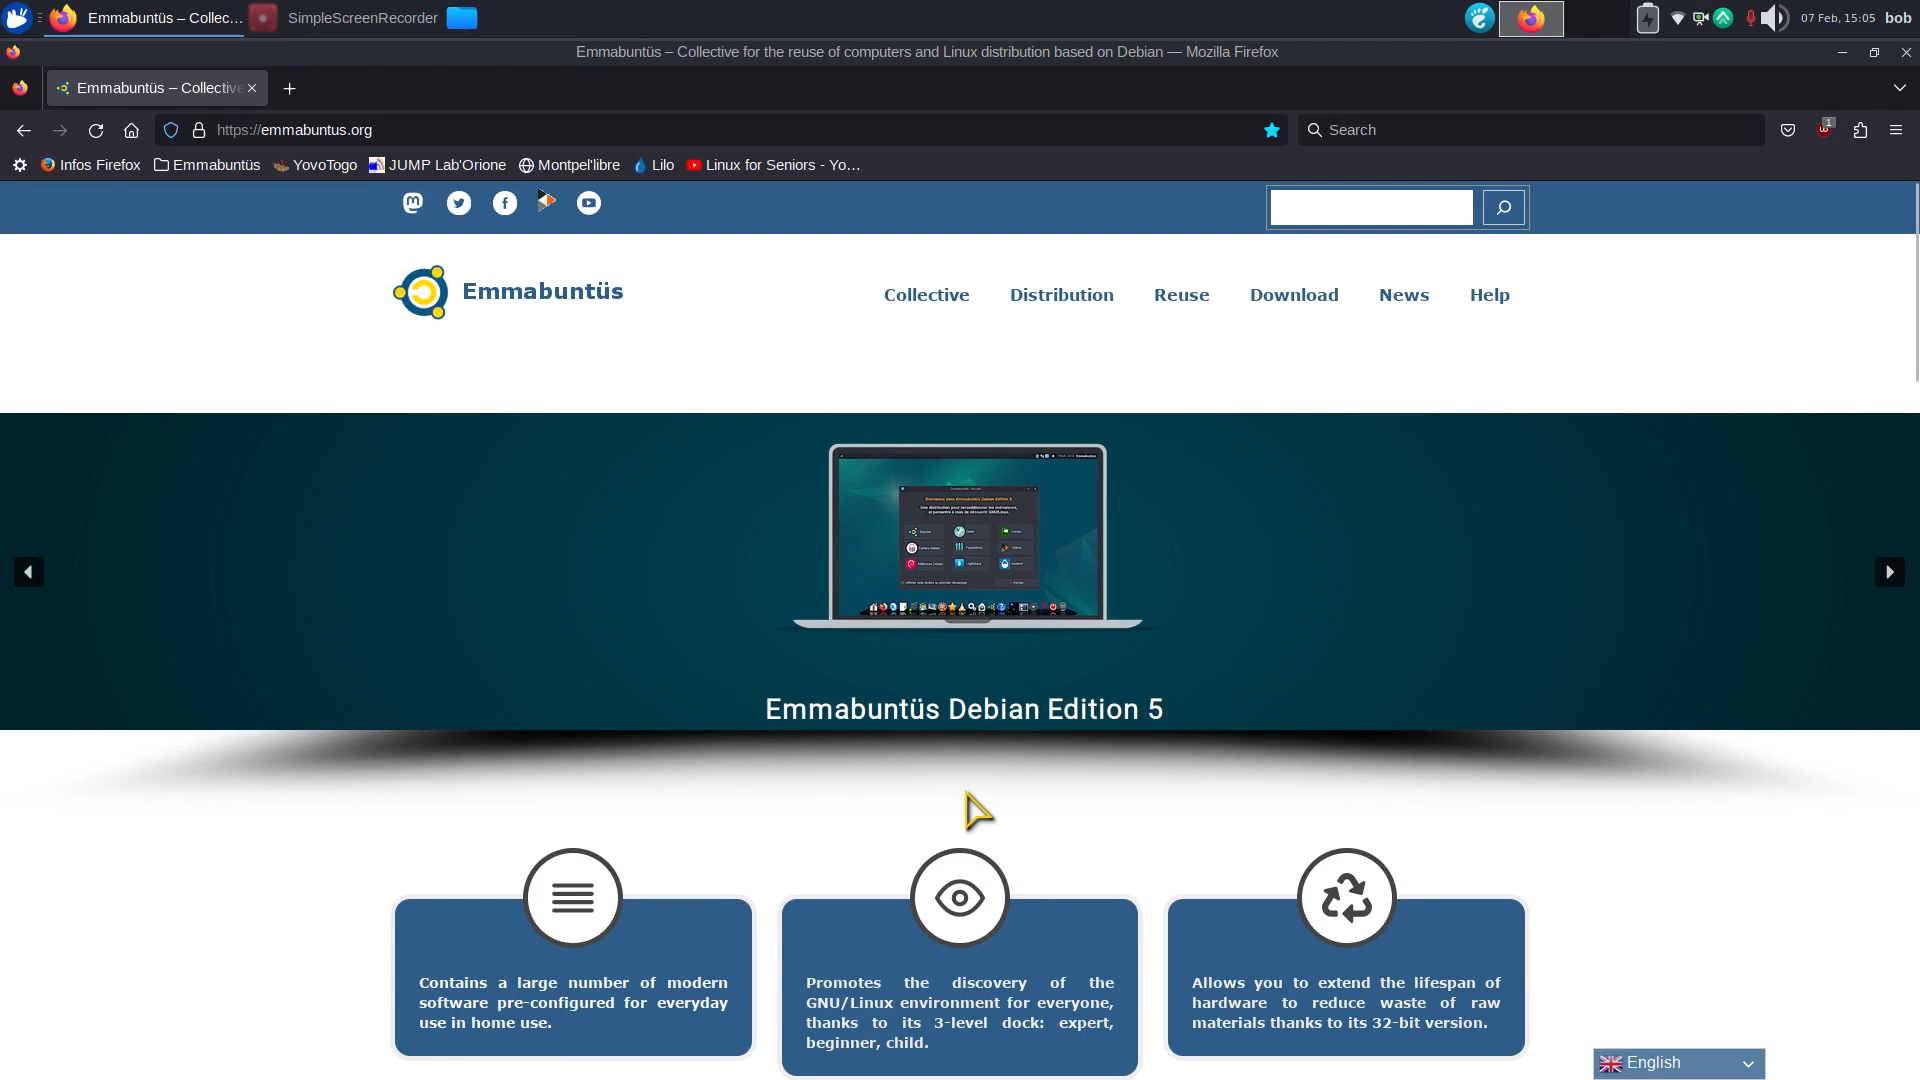 Emmabuntüs – Collec...
SimpleScreenRecorder
07 Feb, 15:05
bob
Emmabuntüs – Collective for the reuse of computers and Linux distribution based on Debian — Mozilla Firefox
Emmabuntüs – Collective
https://emmabuntus.org
Search
1
Infos Firefox
Emmabuntüs
YovoTogo
JUMP Lab'Orione
Montpel'libre
Lilo
Linux for Seniors - Yo...
Emmabuntüs
Collective
Distribution
Reuse
Download
News
Help
Emmabuntüs Debian Edition 5
Contains a large number of modern
software pre-configured for everyday
use in home use.
Promotes the discovery of the
GNU/Linux environment for everyone,
thanks to its 3-level dock: expert,
beginner, child.
Allows you to extend the lifespan of
hardware to reduce waste of raw
materials thanks to its 32-bit version.
English